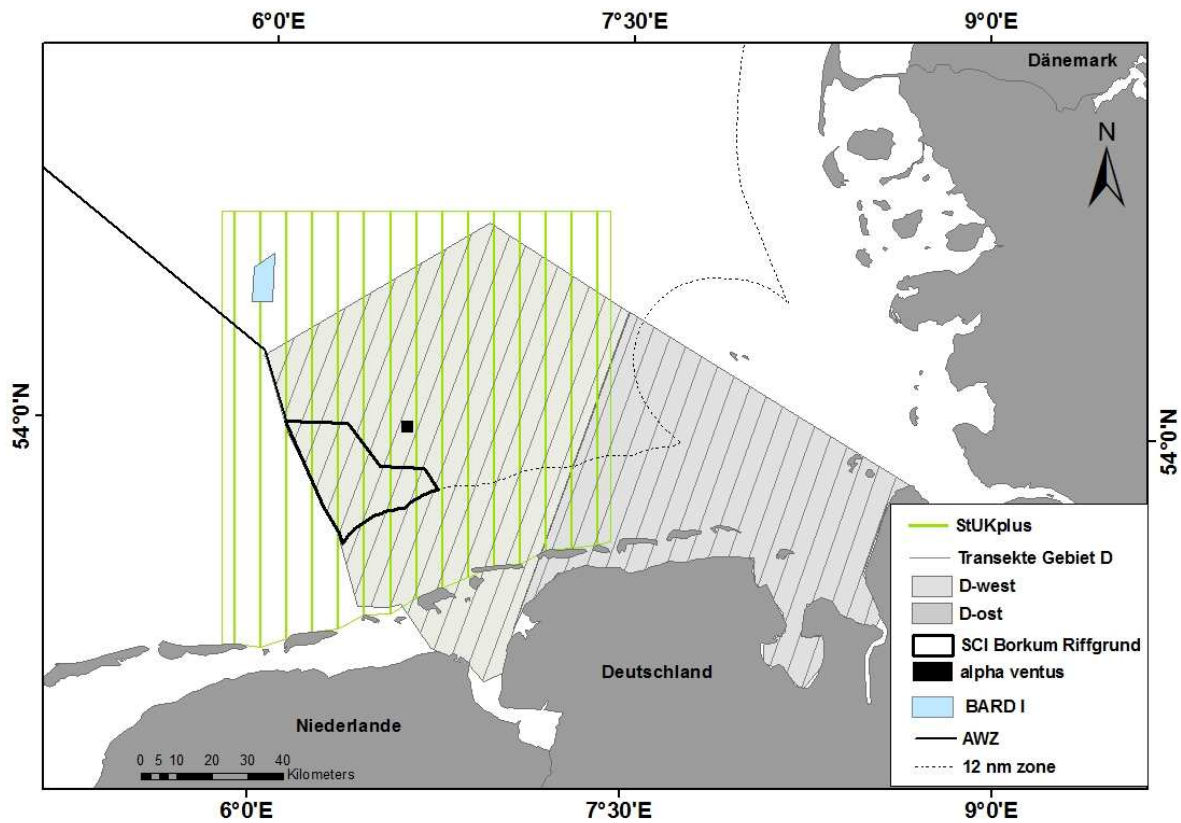 6°0'E 7°30'E 9°0'E
Dänemark
N
54°0'N
54°0'N
StUKplus
Transekte Gebiet D
D-west
D-ost
SCI Borkum Riffgrund
alpha ventus
BARD I
AWZ
12 nm zone
Deutschland
Niederlande
0 5 10 20 30 40
Kilometers
6°0'E 7°30'E 9°0'E